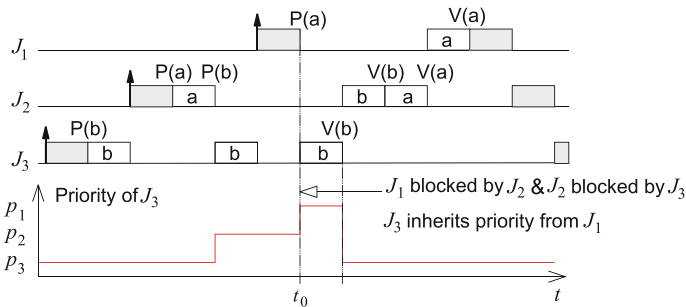 P(a) V(a)
a
J1
P(a) P(b) V(b) V(a)
a b a
J2
P(b) V(b)
b b b
J3
Priority of J3
J1 blocked by J2 & J2 blocked by J3
p1
J3 inherits priority from J1
p2
p3
t0 t